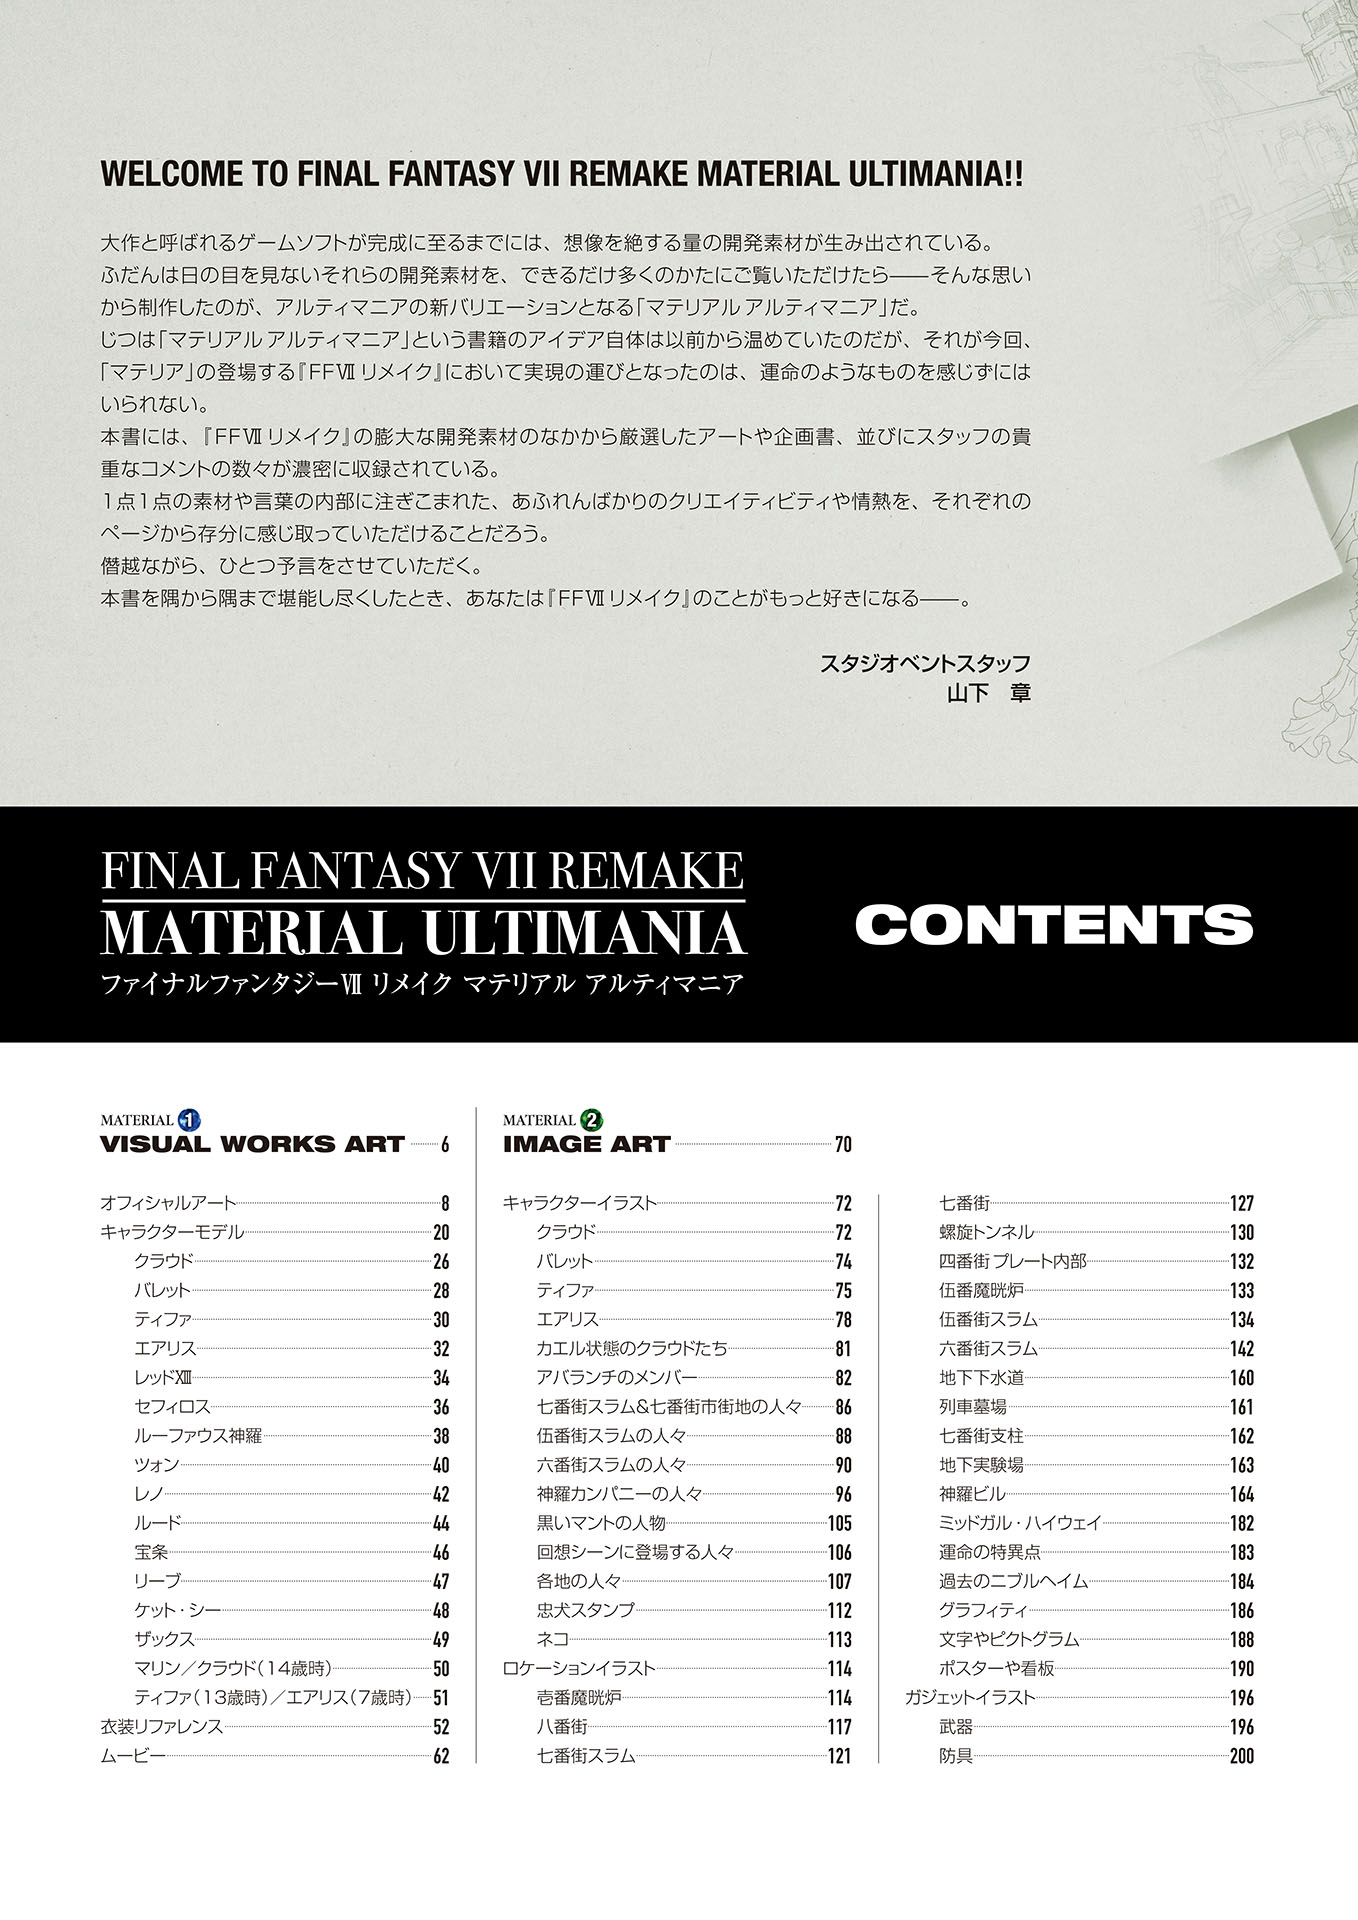 WELCOME TO FINAL FANTASY VII REMAKE MATERIAL ULTIMANIA!!
大作と呼ばれるゲームソフトが完成に至るまでには、想像を絶する量の開発素材が生み出されている。
ふだんは日の目を見ないそれらの開発素材を、できるだけ多くのかたにご覧いただけたら——そんな思い
から制作したのが、アルティマニアの新バリエーションとなる「マテリアル アルティマニア」だ。
じつは「マテリアル アルティマニア」という書籍のアイデア自体は以前から温めていたのだが、それが今回、
「マテリア」の登場する『FFⅦ リメイク』において実現の運びとなったのは、運命のようなものを感じずには
いられない。
本書には、『FFⅦ リメイク』の膨大な開発素材のなかから厳選したアートや企画書、並びにスタッフの貴
重なコメントの数々が濃密に収録されている。
1点1点の素材や言葉の内部に注ぎこまれた、あふれんばかりのクリエイティビティや情熱を、それぞれの
ページから存分に感じ取っていただけることだろう。
僭越ながら、ひとつ予言をさせていただく。
本書を隅から隅まで堪能し尽くしたとき、あなたは『FFⅦ リメイク』のことがもっと好きになる——。
スタジオベントスタッフ
山下　章
FINAL FANTASY VII REMAKE
MATERIAL ULTIMANIA
ファイナルファンタジーⅦ リメイク マテリアル アルティマニア
CONTENTS
MATERIAL 1
VISUAL WORKS ART 6
オフィシャルアート 8
キャラクターモデル 20
クラウド 26
バレット 28
ティファ 30
エアリス 32
レッドXIII 34
セフィロス 36
ルーファウス神羅 38
ツォン 40
レノ 42
ルード 44
宝条 46
リーブ 47
ケット・シー 48
ザックス 49
マリン／クラウド（14歳時） 50
ティファ（13歳時）／エアリス（7歳時） 51
衣装リファレンス 52
ムービー 62
MATERIAL 2
IMAGE ART 70
キャラクターイラスト 72
クラウド 72
バレット 74
ティファ 75
エアリス 78
カエル状態のクラウドたち 81
アバランチのメンバー 82
七番街スラム&七番街市街地の人々 86
伍番街スラムの人々 88
六番街スラムの人々 90
神羅カンパニーの人々 96
黒いマントの人物 105
回想シーンに登場する人々 106
各地の人々 107
忠犬スタンプ 112
ネコ 113
ロケーションイラスト 114
壱番魔晄炉 114
八番街 117
七番街スラム 121
七番街 127
螺旋トンネル 130
四番街 プレート内部 132
伍番魔晄炉 133
伍番街スラム 134
六番街スラム 142
地下下水道 160
列車墓場 161
七番街支柱 162
地下実験場 163
神羅ビル 164
ミッドガル・ハイウェイ 182
運命の特異点 183
過去のニブルヘイム 184
グラフィティ 186
文字やピクトグラム 188
ポスターや看板 190
ガジェットイラスト 196
武器 196
防具 200